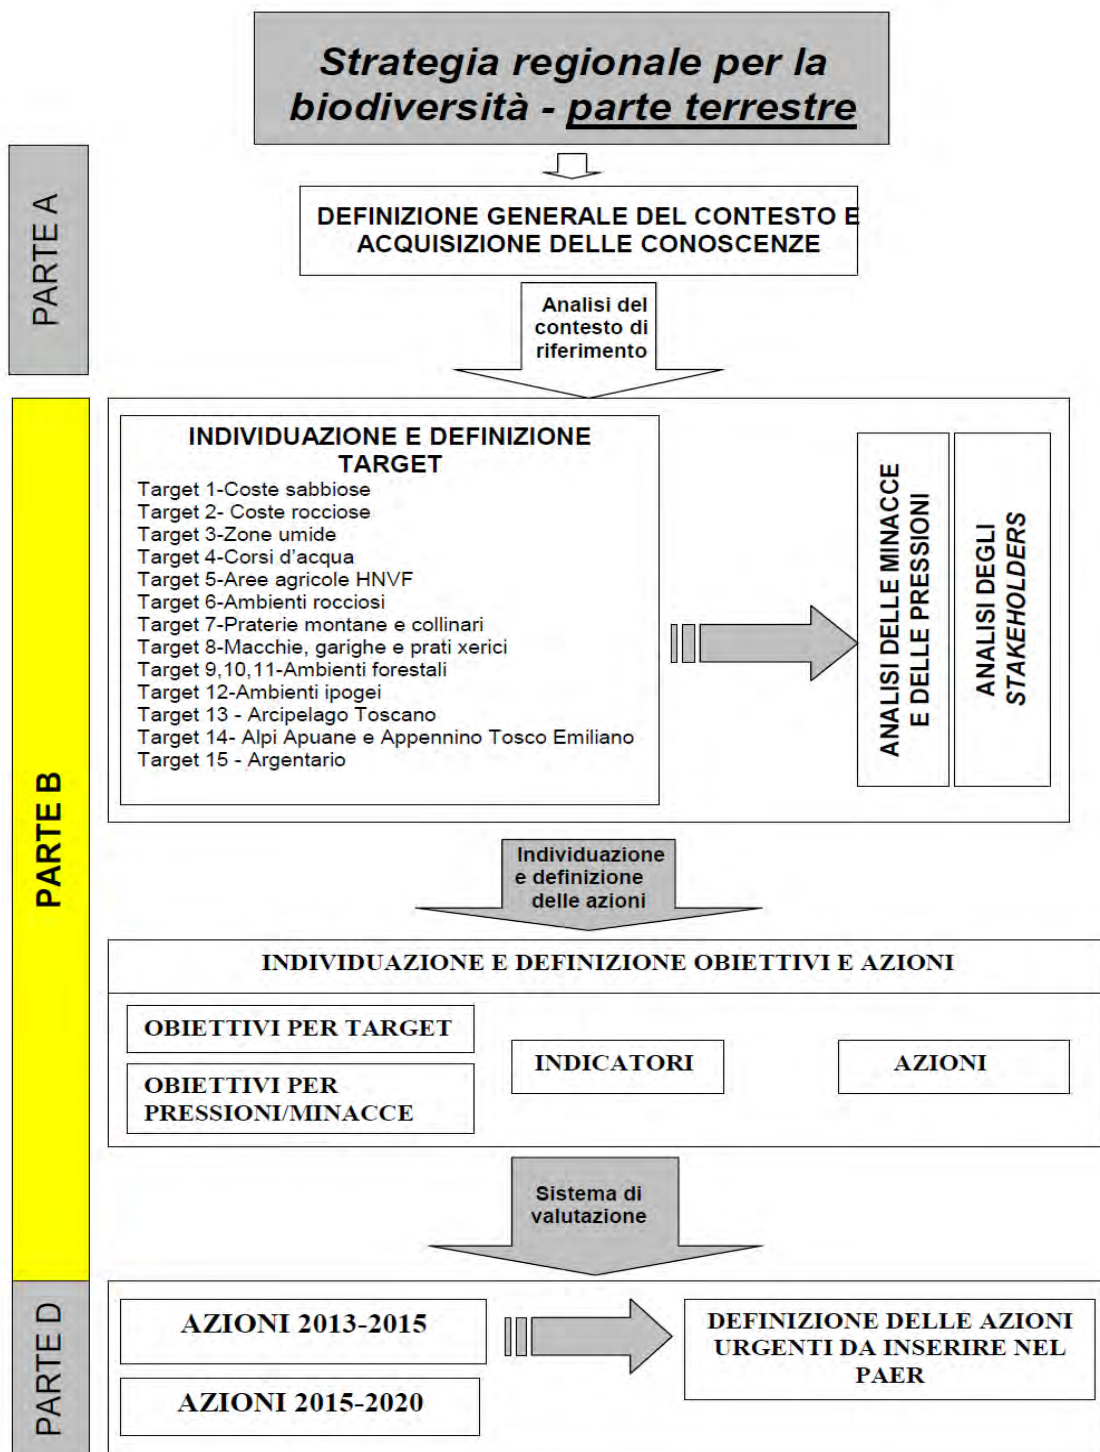 Strategia regionale per la
biodiversità - parte terrestre
PARTE A
DEFINIZIONE GENERALE DEL CONTESTO E
ACQUISIZIONE DELLE CONOSCENZE
Analisi del
contesto di
riferimento
PARTE B
INDIVIDUAZIONE E DEFINIZIONE
TARGET
Target 1-Coste sabbiose
Target 2- Coste rocciose
Target 3-Zone umide
Target 4-Corsi d'acqua
Target 5-Aree agricole HNVF
Target 6-Ambienti rocciosi
Target 7-Praterie montane e collinari
Target 8-Macchie, garighe e prati xerici
Target 9,10,11-Ambienti forestali
Target 12-Ambienti ipogei
Target 13 - Arcipelago Toscano
Target 14- Alpi Apuane e Appennino Tosco Emiliano
Target 15 - Argentario
ANALISI DELLE MINACCE
E DELLE PRESSIONI
ANALISI DEGLI
STAKEHOLDERS
Individuazione
e definizione
delle azioni
INDIVIDUAZIONE E DEFINIZIONE OBIETTIVI E AZIONI
OBIETTIVI PER TARGET
OBIETTIVI PER
PRESSIONI/MINACCE
INDICATORI
AZIONI
Sistema di
valutazione
PARTE D
AZIONI 2013-2015
AZIONI 2015-2020
DEFINIZIONE DELLE AZIONI
URGENTI DA INSERIRE NEL
PAER